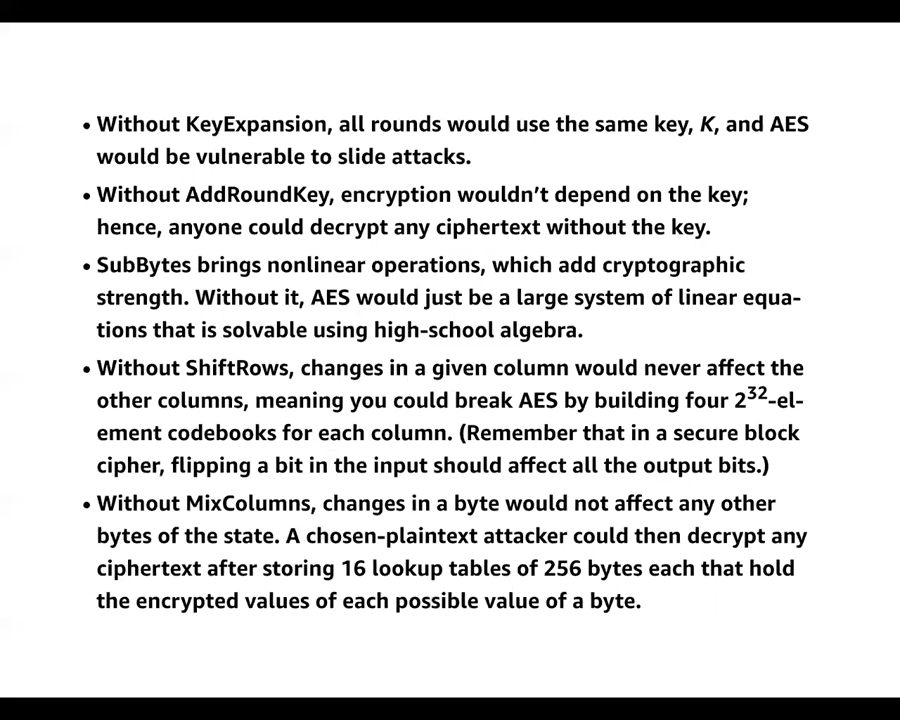 • Without KeyExpansion, all rounds would use the same key, K, and AES
would be vulnerable to slide attacks.
• Without AddRoundKey, encryption wouldn’t depend on the key;
hence, anyone could decrypt any ciphertext without the key.
• SubBytes brings nonlinear operations, which add cryptographic
strength. Without it, AES would just be a large system of linear equa-
tions that is solvable using high-school algebra.
• Without ShiftRows, changes in a given column would never affect the
other columns, meaning you could break AES by building four 2³²-el-
ement codebooks for each column. (Remember that in a secure block
cipher, flipping a bit in the input should affect all the output bits.)
• Without MixColumns, changes in a byte would not affect any other
bytes of the state. A chosen-plaintext attacker could then decrypt any
ciphertext after storing 16 lookup tables of 256 bytes each that hold
the encrypted values of each possible value of a byte.